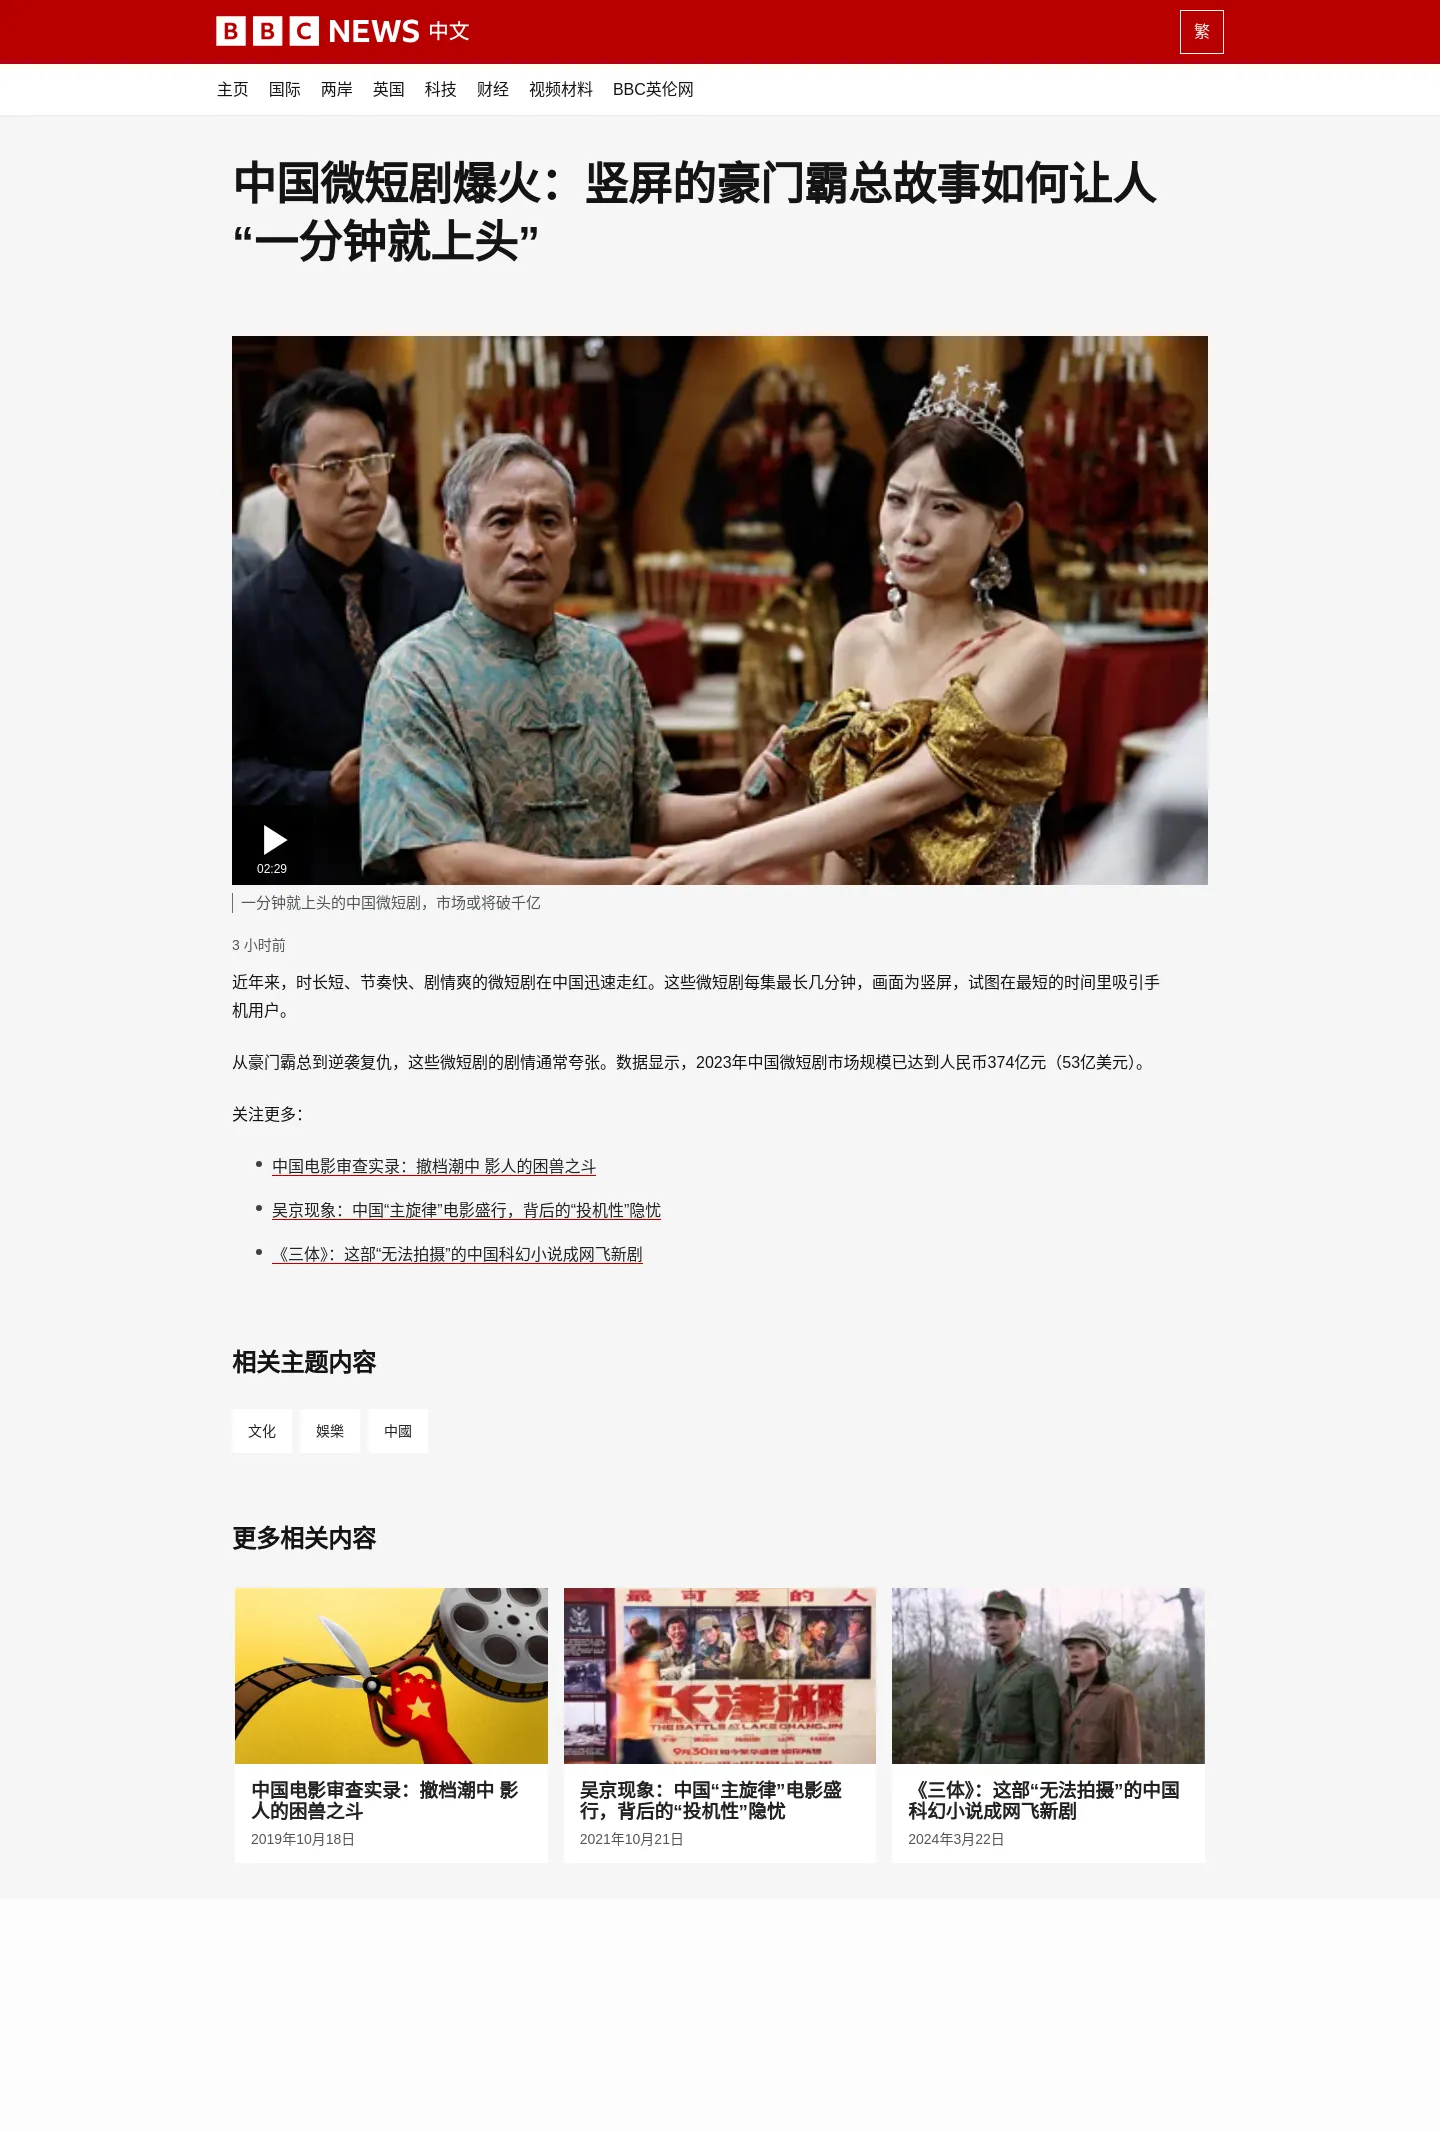 BBC NEWS 中文
繁
主页 国际 两岸 英国 科技 财经 视频材料 BBC英伦网
中国微短剧爆火：竖屏的豪门霸总故事如何让人
“一分钟就上头”
02:29
一分钟就上头的中国微短剧，市场或将破千亿
3 小时前
近年来，时长短、节奏快、剧情爽的微短剧在中国迅速走红。这些微短剧每集最长几分钟，画面为竖屏，试图在最短的时间里吸引手
机用户。
从豪门霸总到逆袭复仇，这些微短剧的剧情通常夸张。数据显示，2023年中国微短剧市场规模已达到人民币374亿元（53亿美元）。
关注更多：
中国电影审查实录：撤档潮中 影人的困兽之斗
吴京现象：中国“主旋律”电影盛行，背后的“投机性”隐忧
《三体》：这部“无法拍摄”的中国科幻小说成网飞新剧
相关主题内容
文化 娛樂 中國
更多相关内容
最可爱的人
长津湖
THE BATTLE AT LAKE CHANGJIN
9月30日
中国电影审查实录：撤档潮中 影
人的困兽之斗
2019年10月18日
吴京现象：中国“主旋律”电影盛
行，背后的“投机性”隐忧
2021年10月21日
《三体》：这部“无法拍摄”的中国
科幻小说成网飞新剧
2024年3月22日